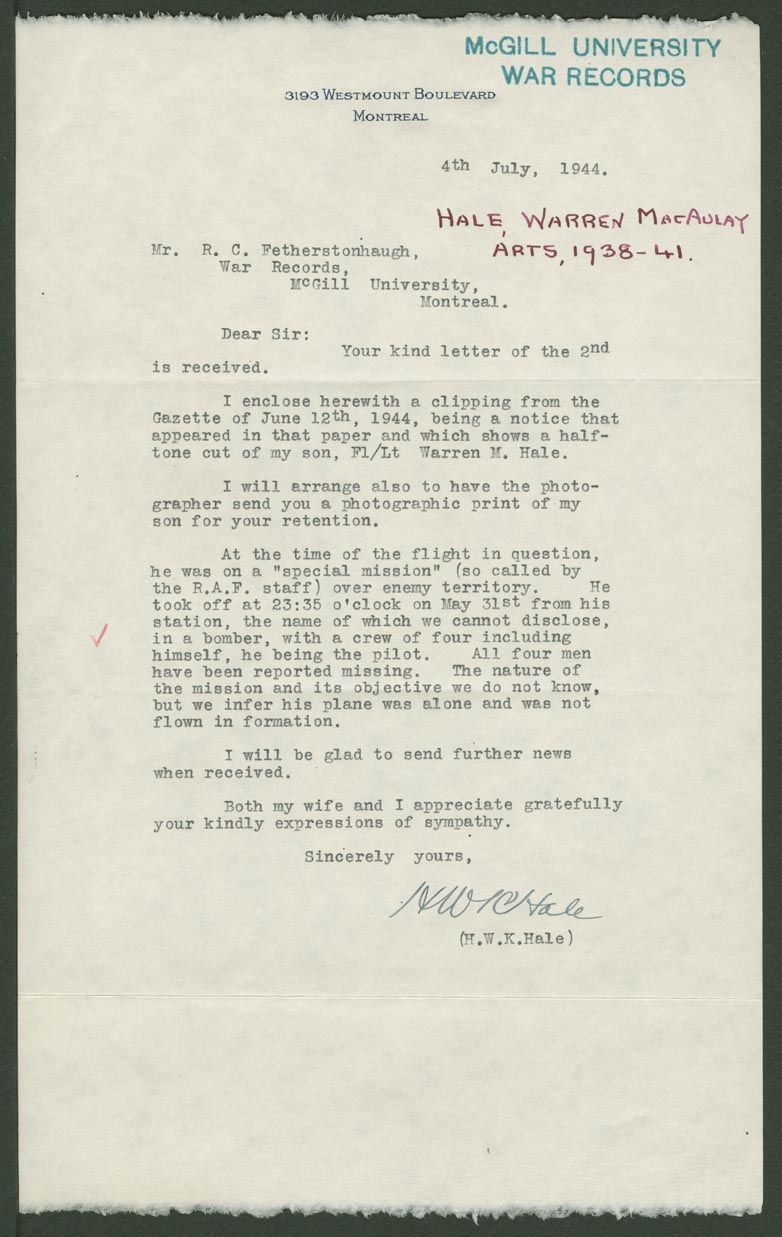 McGILL UNIVERSITY
WAR RECORDS
3193 WESTMOUNT BOULEVARD
MONTREAL
4th July, 1944.
HALE, WARREN MACAULAY
ARTS, 1938-41.
Mr. R. C. Fetherstonhaugh,
War Records,
McGill University,
Montreal.
Dear Sir:
Your kind letter of the 2nd
is received.
I enclose herewith a clipping from the
Gazette of June 12th, 1944, being a notice that
appeared in that paper and which shows a half-
tone cut of my son, Fl/Lt Warren M. Hale.
I will arrange also to have the photo-
grapher send you a photographic print of my
son for your retention.
At the time of the flight in question,
he was on a "special mission" (so called by
the R.A.F. staff) over enemy territory. He
took off at 23:35 o'clock on May 31st from his
station, the name of which we cannot disclose,
in a bomber, with a crew of four including
himself, he being the pilot. All four men
have been reported missing. The nature of
the mission and its objective we do not know,
but we infer his plane was alone and was not
flown in formation.
I will be glad to send further news
when received.
Both my wife and I appreciate gratefully
your kindly expressions of sympathy.
Sincerely yours,
HWKHale
(H.W.K.Hale)